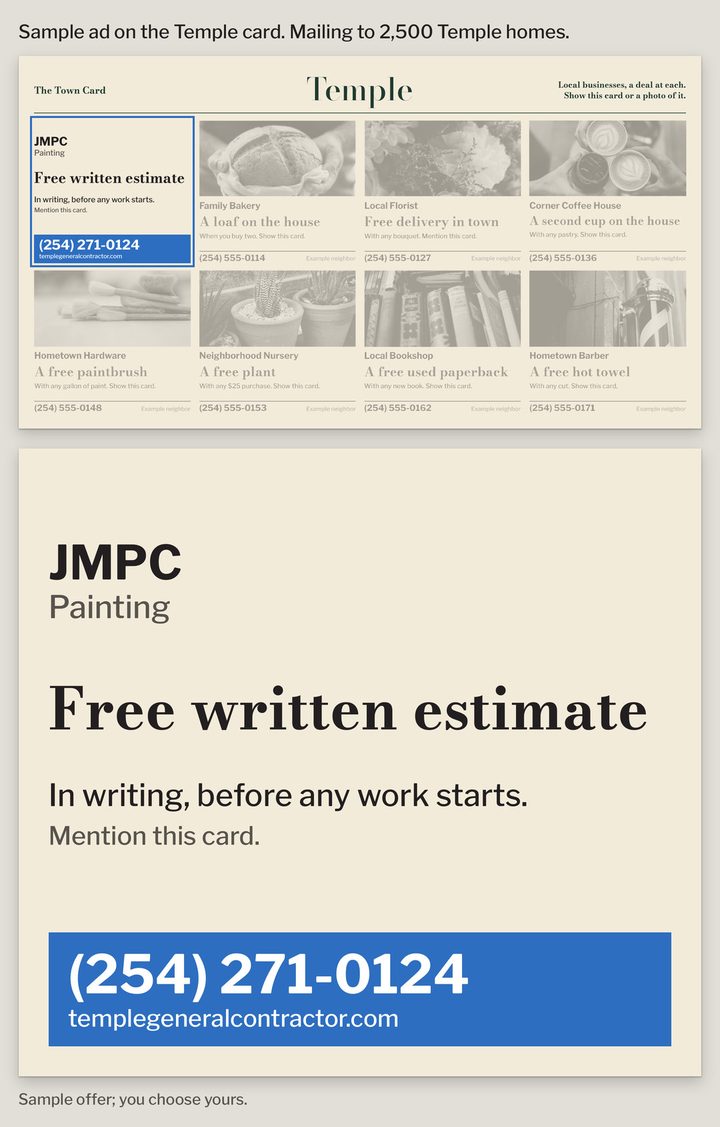 Sample ad on the Temple card. Mailing to 2,500 Temple homes.
The Town Card
Temple
Local businesses, a deal at each.
Show this card or a photo of it.
JMPC
Painting
Free written estimate
In writing, before any work starts.
Mention this card.
(254) 271-0124
templegeneralcontractor.com
Family Bakery
A loaf on the house
When you buy two. Show this card.
(254) 555-0114
Example neighbor
Local Florist
Free delivery in town
With any bouquet. Mention this card.
(254) 555-0127
Example neighbor
Corner Coffee House
A second cup on the house
With any pastry. Show this card.
(254) 555-0136
Example neighbor
Hometown Hardware
A free paintbrush
With any gallon of paint. Show this card.
(254) 555-0148
Example neighbor
Neighborhood Nursery
A free plant
With any $25 purchase. Show this card.
(254) 555-0153
Example neighbor
Local Bookshop
A free used paperback
With any new book. Show this card.
(254) 555-0162
Example neighbor
Hometown Barber
A free hot towel
With any cut. Show this card.
(254) 555-0171
Example neighbor
JMPC
Painting
Free written estimate
In writing, before any work starts.
Mention this card.
(254) 271-0124
templegeneralcontractor.com
Sample offer; you choose yours.